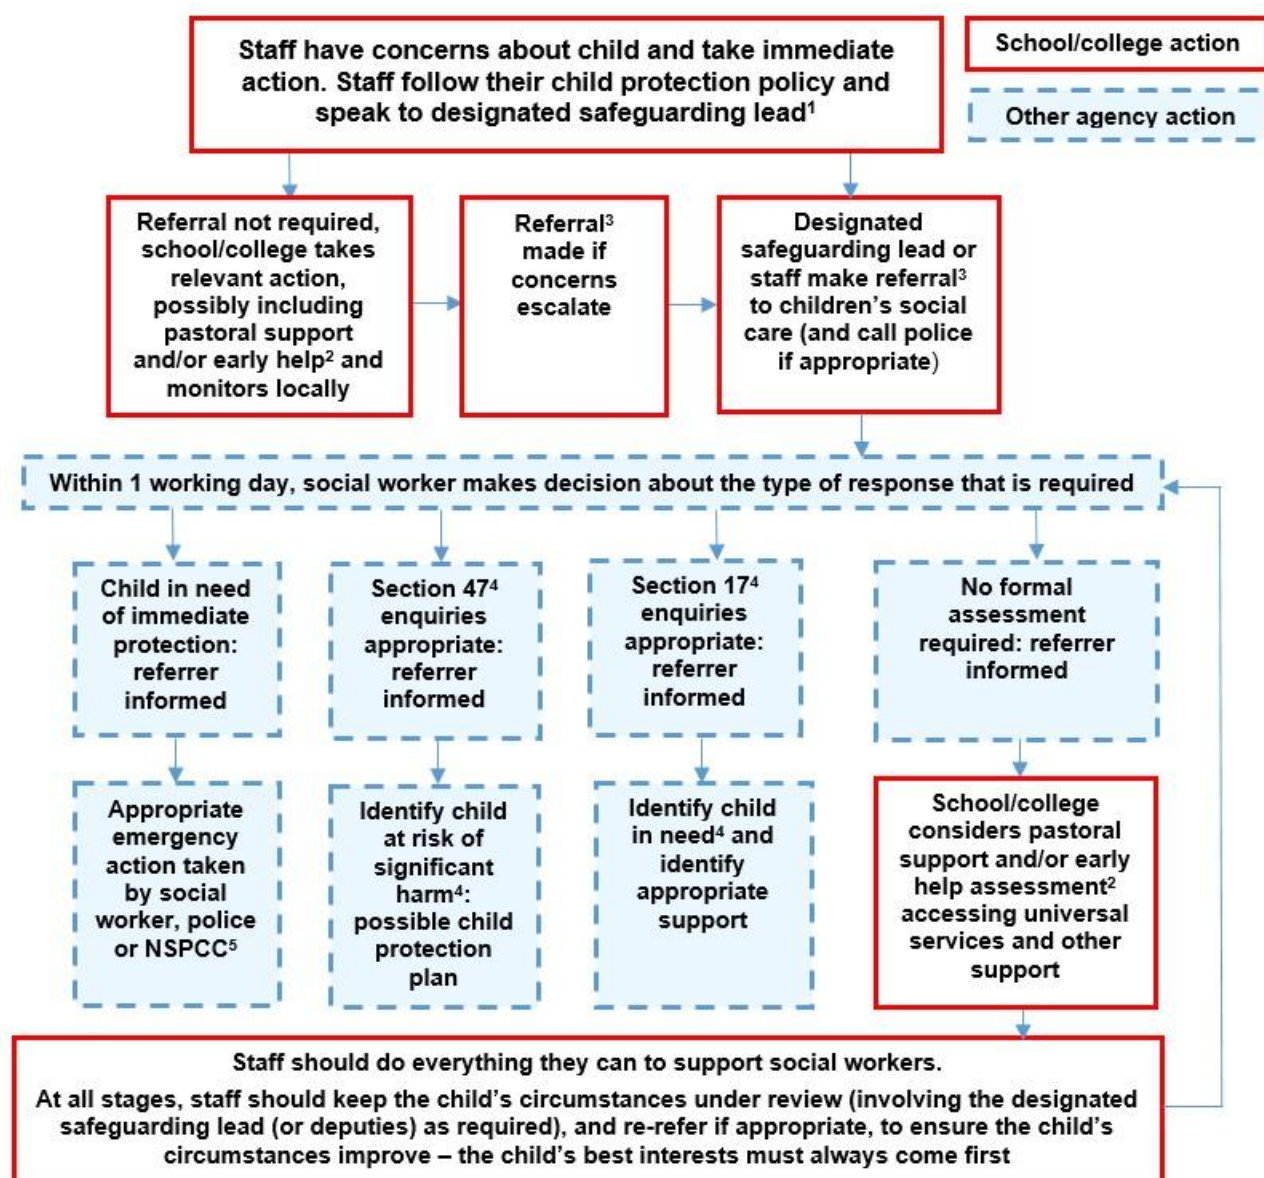 Staff have concerns about child and take immediate
action. Staff follow their child protection policy and
speak to designated safeguarding lead¹
School/college action
Other agency action
Referral not required,
school/college takes
relevant action,
possibly including
pastoral support
and/or early help² and
monitors locally
Referral³
made if
concerns
escalate
Designated
safeguarding lead or
staff make referral³
to children’s social
care (and call police
if appropriate)
Within 1 working day, social worker makes decision about the type of response that is required
Child in need
of immediate
protection:
referrer
informed
Section 47⁴
enquiries
appropriate:
referrer
informed
Section 17⁴
enquiries
appropriate:
referrer
informed
No formal
assessment
required: referrer
informed
Appropriate
emergency
action taken
by social
worker, police
or NSPCC⁵
Identify child
at risk of
significant
harm⁴:
possible child
protection
plan
Identify child
in need⁴ and
identify
appropriate
support
School/college
considers pastoral
support and/or early
help assessment²
accessing universal
services and other
support
Staff should do everything they can to support social workers.
At all stages, staff should keep the child’s circumstances under review (involving the designated
safeguarding lead (or deputies) as required), and re-refer if appropriate, to ensure the child’s
circumstances improve – the child’s best interests must always come first